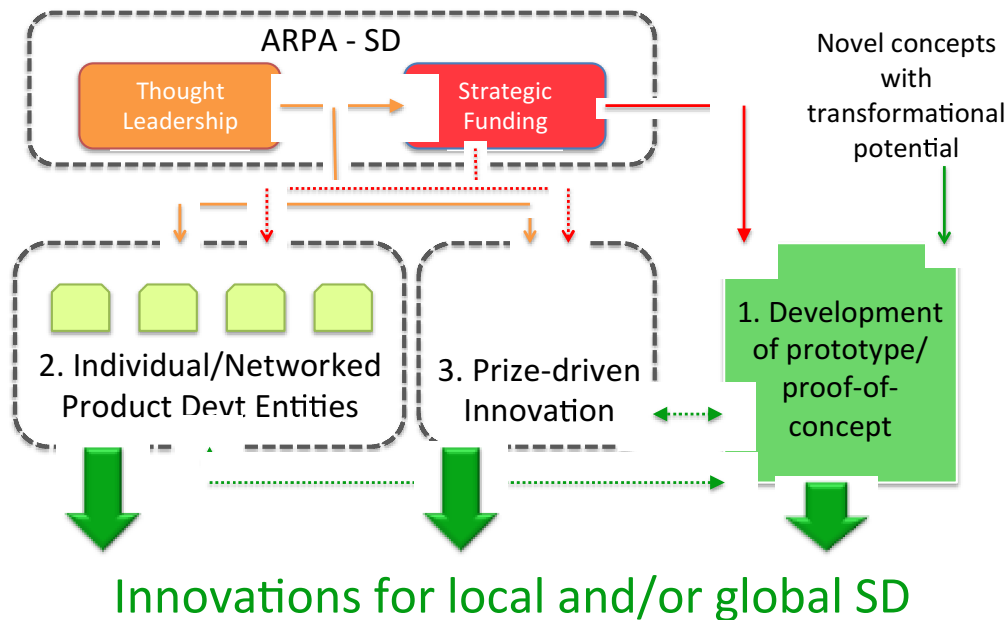 ARPA - SD
Thought
Leadership
Strategic
Funding
Novel concepts
with
transformational
potential
2. Individual/Networked
Product Devt Entities
3. Prize-driven
Innovation
1. Development
of prototype/
proof-of-
concept
Innovations for local and/or global SD